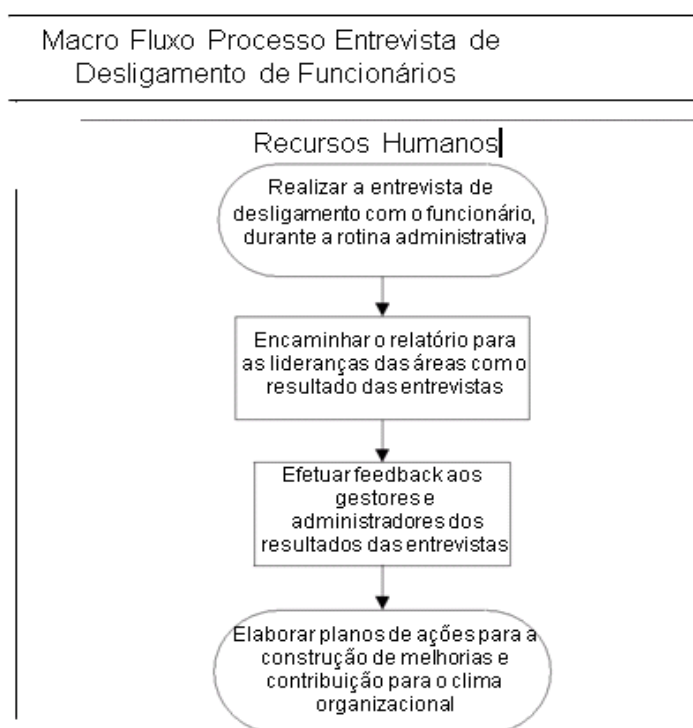 Macro Fluxo Processo Entrevista de
Desligamento de Funcionários
Recursos Humanos
Realizar a entrevista de
desligamento com o funcionário,
durante a rotina administrativa
Encaminhar o relatório para
as lideranças das áreas com o
resultado das entrevistas
Efetuar feedback aos
gestores e
administradores dos
resultados das entrevistas
Elaborar planos de ações para a
construção de melhorias e
contribuição para o clima
organizacional